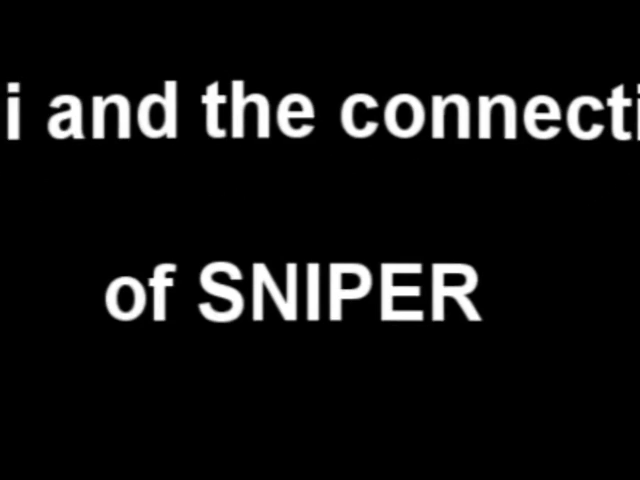 i and the connecti
of SNIPER